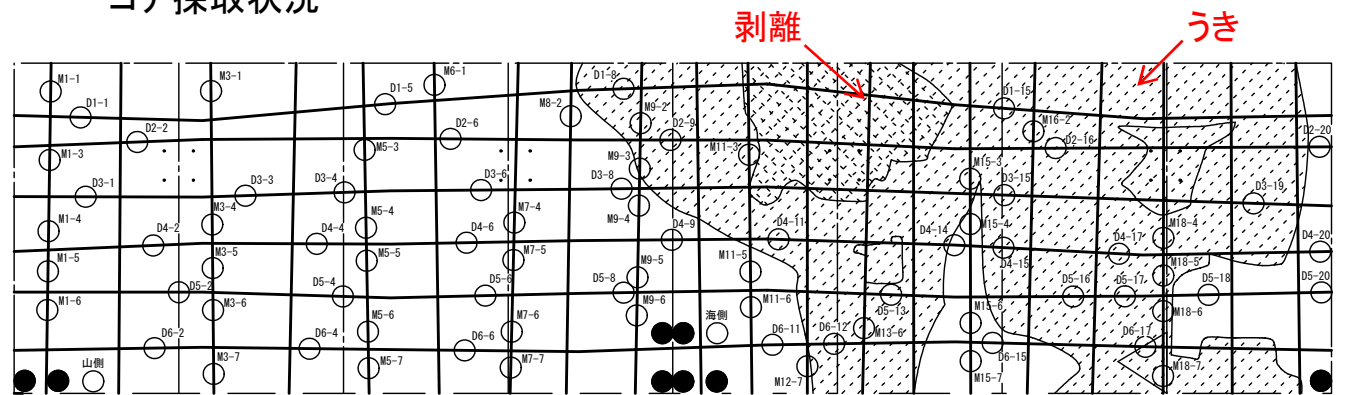 コア採取状況
剥離
うき
M1-1
M3-1
M6-1
D1-8
D1-1
D1-5
M8-2
M9-2
D1-15
M16-2
D2-2
D2-6
D2-9
D2-16
D2-20
M1-3
M5-3
M9-3
M11-3
M15-3
D3-1
D3-3
D3-4
D3-6
D3-8
D3-15
D3-19
M1-4
M3-4
M5-4
M7-4
M9-4
M15-4
M18-4
D4-2
D4-4
D4-6
D4-9
D4-11
D4-14
D4-15
D4-17
D4-20
M1-5
M3-5
M5-5
M7-5
M9-5
M11-5
M18-5
D5-2
D5-4
D5-6
D5-8
D5-13
D5-16
D5-17
D5-18
D5-20
M1-6
M3-6
M5-6
M7-6
M9-6
M11-6
M13-6
M15-6
M18-6
海側
D6-2
D6-4
D6-6
D6-11
D6-12
D6-15
D6-17
山側
M3-7
M5-7
M7-7
M12-7
M15-7
M18-7